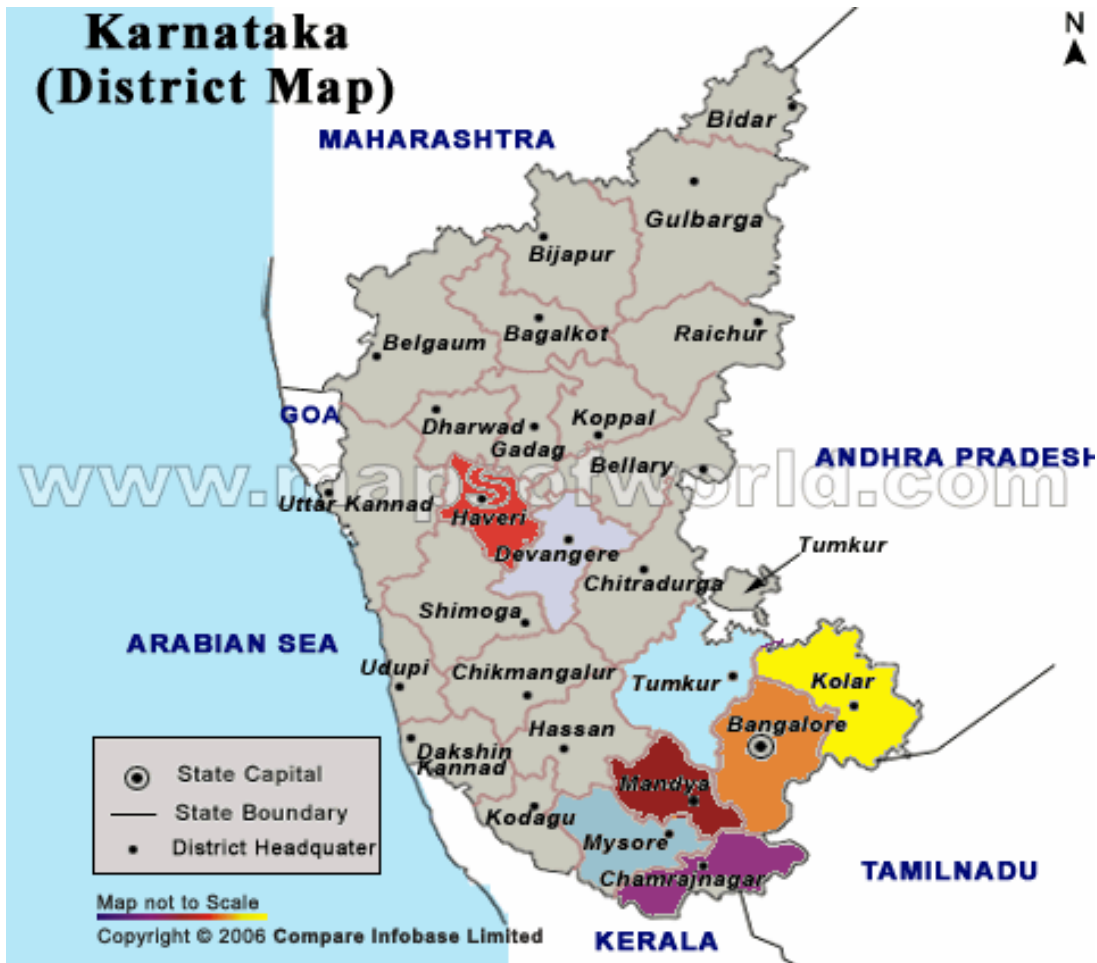 Karnataka
(District Map)
N
MAHARASHTRA
Bidar
Gulbarga
Bijapur
Bagalkot
Raichur
Belgaum
GOA
Dharwad
Gadag
Koppal
Bellary
ANDHRA PRADESH
www.mapsofworld.com
Uttar Kannad
Haveri
Devangere
Tumkur
Chitradurga
Shimoga
ARABIAN SEA
Udupi
Chikmangalur
Tumkur
Kolar
Hassan
Bangalore
Dakshin
Kannad
Mandya
Kodagu
Mysore
Chamrajnagar
TAMILNADU
KERALA
State Capital
State Boundary
District Headquater
Map not to Scale
Copyright © 2006 Compare Infobase Limited